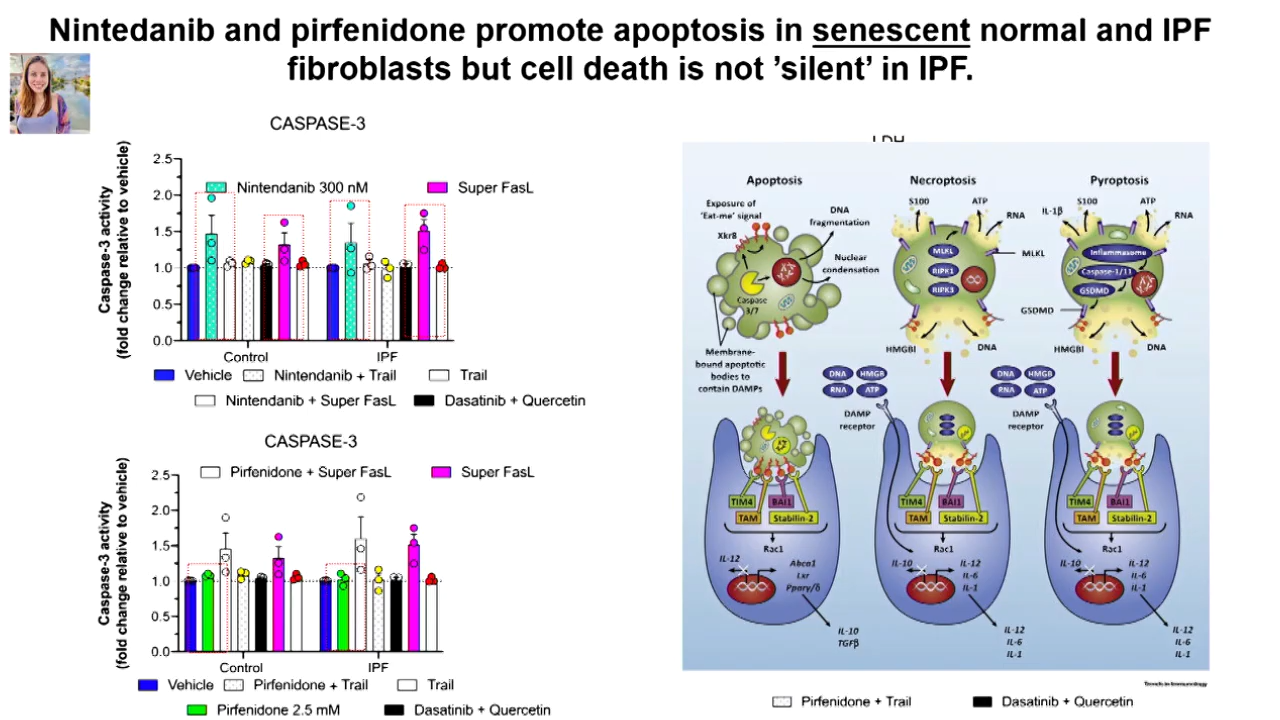 Nintedanib and pirfenidone promote apoptosis in senescent normal and IPF
fibroblasts but cell death is not ’silent’ in IPF.
CASPASE-3
Caspase-3 activity
(fold change relative to vehicle)
2.5
2.0
1.5
1.0
0.5
0.0
Nintendanib 300 nM
Super FasL
Control
IPF
Vehicle
Nintendanib + Trail
Trail
Nintendanib + Super FasL
Dasatinib + Quercetin
CASPASE-3
Caspase-3 activity
(fold change relative to vehicle)
2.5
2.0
1.5
1.0
0.5
0.0
Pirfenidone + Super FasL
Super FasL
Control
IPF
Vehicle
Pirfenidone + Trail
Trail
Pirfenidone 2.5 mM
Dasatinib + Quercetin
LDH
Apoptosis
Exposure of
‘Eat-me’ signal
Xkr8
DNA
fragmentation
Nuclear
condensation
Caspase
3/7
Membrane-
bound apoptotic
bodies to
contain DAMPs
TIM4
BAI1
TAM
Stabilin-2
Rac1
IL-12
Abca1
Lxr
Pparγ/δ
IL-10
TGFβ
Necroptosis
S100
ATP
RNA
MLKL
MLKL
RIPK1
RIPK3
HMGBI
DNA
DNA
HMGB
RNA
ATP
DAMP
receptor
TIM4
BAI1
TAM
Stabilin-2
Rac1
IL-10
IL-12
IL-6
IL-1
IL-12
IL-6
IL-1
Pyroptosis
IL-1β
S100
ATP
RNA
Inflammasome
Caspase-1/11
GSDMD
GSDMD
HMGBI
DNA
DNA
HMGB
RNA
ATP
DAMP
receptor
TIM4
BAI1
TAM
Stabilin-2
Rac1
IL-10
IL-12
IL-6
IL-1
IL-12
IL-6
IL-1
Trends in Immunology
Pirfenidone + Trail
Dasatinib + Quercetin